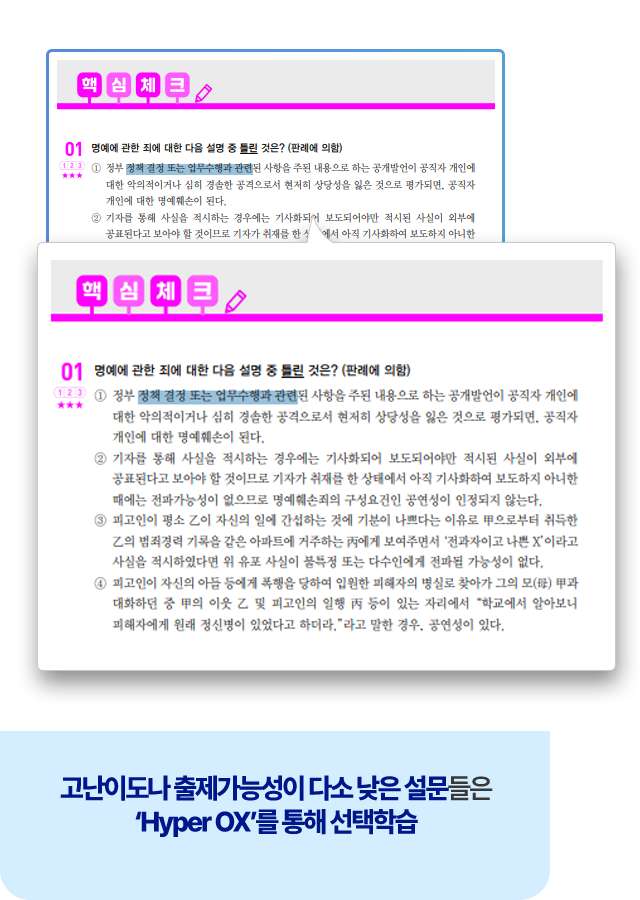 핵심체크
01 명예에 관한 죄에 대한 다음 설명 중 틀린 것은? (판례에 의함)
1 2 3
★★★
① 정부 정책 결정 또는 업무수행과 관련된 사항을 주된 내용으로 하는 공개발언이 공직자 개인에
대한 악의적이거나 심히 경솔한 공격으로서 현저히 상당성을 잃은 것으로 평가되면, 공직자
개인에 대한 명예훼손이 된다.
② 기자를 통해 사실을 적시하는 경우에는 기사화되어 보도되어야만 적시된 사실이 외부에
공표된다고 보아야 할 것이므로 기자가 취재를 한 상태에서 아직 기사화하여 보도하지 아니한
핵심체크
01 명예에 관한 죄에 대한 다음 설명 중 틀린 것은? (판례에 의함)
1 2 3
★★★
① 정부 정책 결정 또는 업무수행과 관련된 사항을 주된 내용으로 하는 공개발언이 공직자 개인에
대한 악의적이거나 심히 경솔한 공격으로서 현저히 상당성을 잃은 것으로 평가되면, 공직자
개인에 대한 명예훼손이 된다.
② 기자를 통해 사실을 적시하는 경우에는 기사화되어 보도되어야만 적시된 사실이 외부에
공표된다고 보아야 할 것이므로 기자가 취재를 한 상태에서 아직 기사화하여 보도하지 아니한
때에는 전파가능성이 없으므로 명예훼손죄의 구성요건인 공연성이 인정되지 않는다.
③ 피고인이 평소 乙이 자신의 일에 간섭하는 것에 기분이 나쁘다는 이유로 甲으로부터 취득한
乙의 범죄경력 기록을 같은 아파트에 거주하는 丙에게 보여주면서 ‘전과자이고 나쁜 X’이라고
사실을 적시하였다면 위 유포 사실이 불특정 또는 다수인에게 전파될 가능성이 없다.
④ 피고인이 자신의 아들 등에게 폭행을 당하여 입원한 피해자의 병실로 찾아가 그의 모(母) 甲과
대화하던 중 甲의 이웃 乙 및 피고인의 일행 丙 등이 있는 자리에서 “학교에서 알아보니
피해자에게 원래 정신병이 있었다고 하더라.”라고 말한 경우, 공연성이 있다.
고난이도나 출제가능성이 다소 낮은 설문들은
‘Hyper OX’를 통해 선택학습